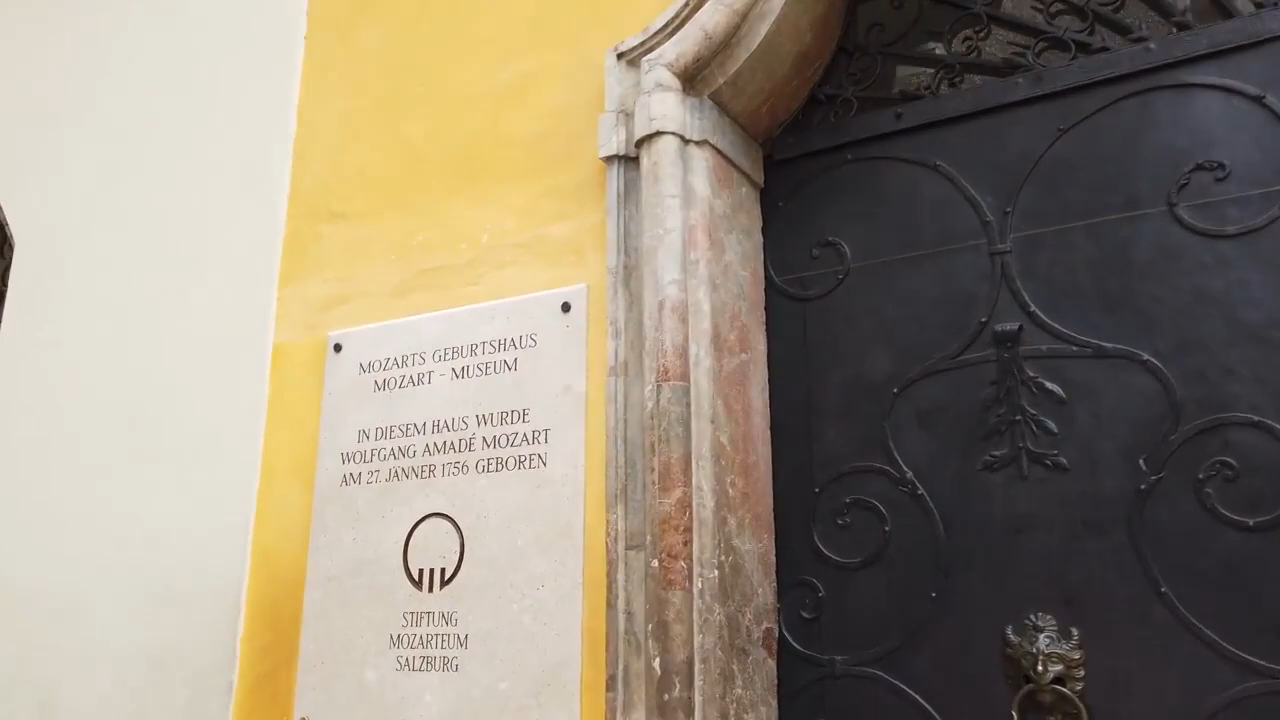 MOZARTS GEBURTSHAUS
MOZART - MUSEUM
IN DIESEM HAUS WURDE
WOLFGANG AMADÉ MOZART
AM 27. JÄNNER 1756 GEBOREN
STIFTUNG
MOZARTEUM
SALZBURG